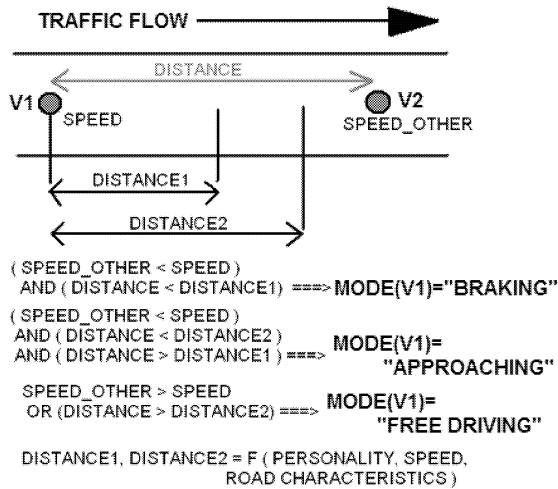 TRAFFIC FLOW
DISTANCE
V1
V2
SPEED
SPEED_OTHER
DISTANCE1
DISTANCE2
( SPEED_OTHER < SPEED )
AND ( DISTANCE < DISTANCE1) ===> MODE(V1)="BRAKING"
( SPEED_OTHER < SPEED )
AND ( DISTANCE < DISTANCE2 )
AND ( DISTANCE > DISTANCE1 ) ===> MODE(V1)=
"APPROACHING"
SPEED_OTHER > SPEED
OR (DISTANCE > DISTANCE2) ===> MODE(V1)=
"FREE DRIVING"
DISTANCE1, DISTANCE2 = F ( PERSONALITY, SPEED,
ROAD CHARACTERISTICS )